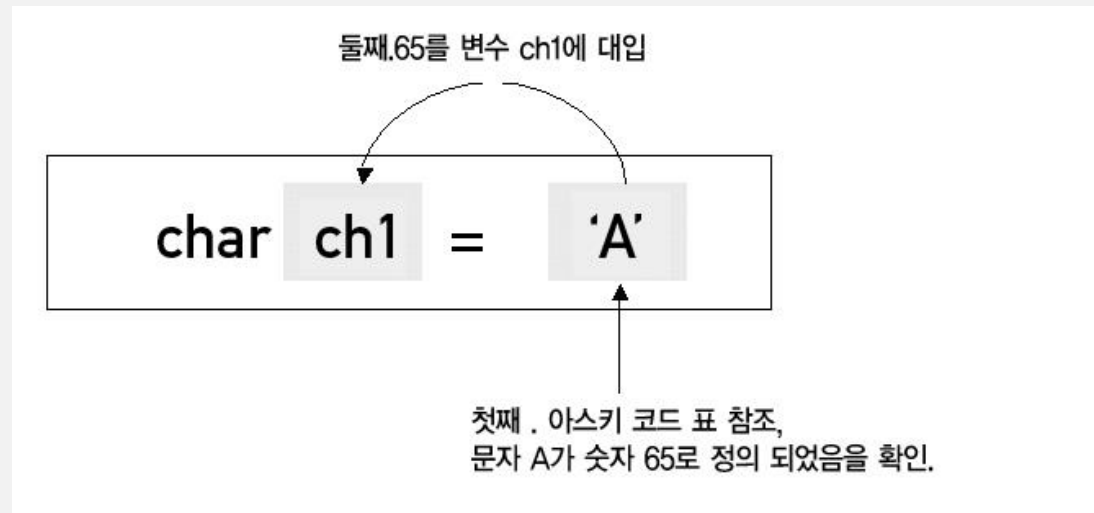 둘째.65를 변수 ch1에 대입
char ch1 = ‘A’
첫째 . 아스키 코드 표 참조,
문자 A가 숫자 65로 정의 되었음을 확인.